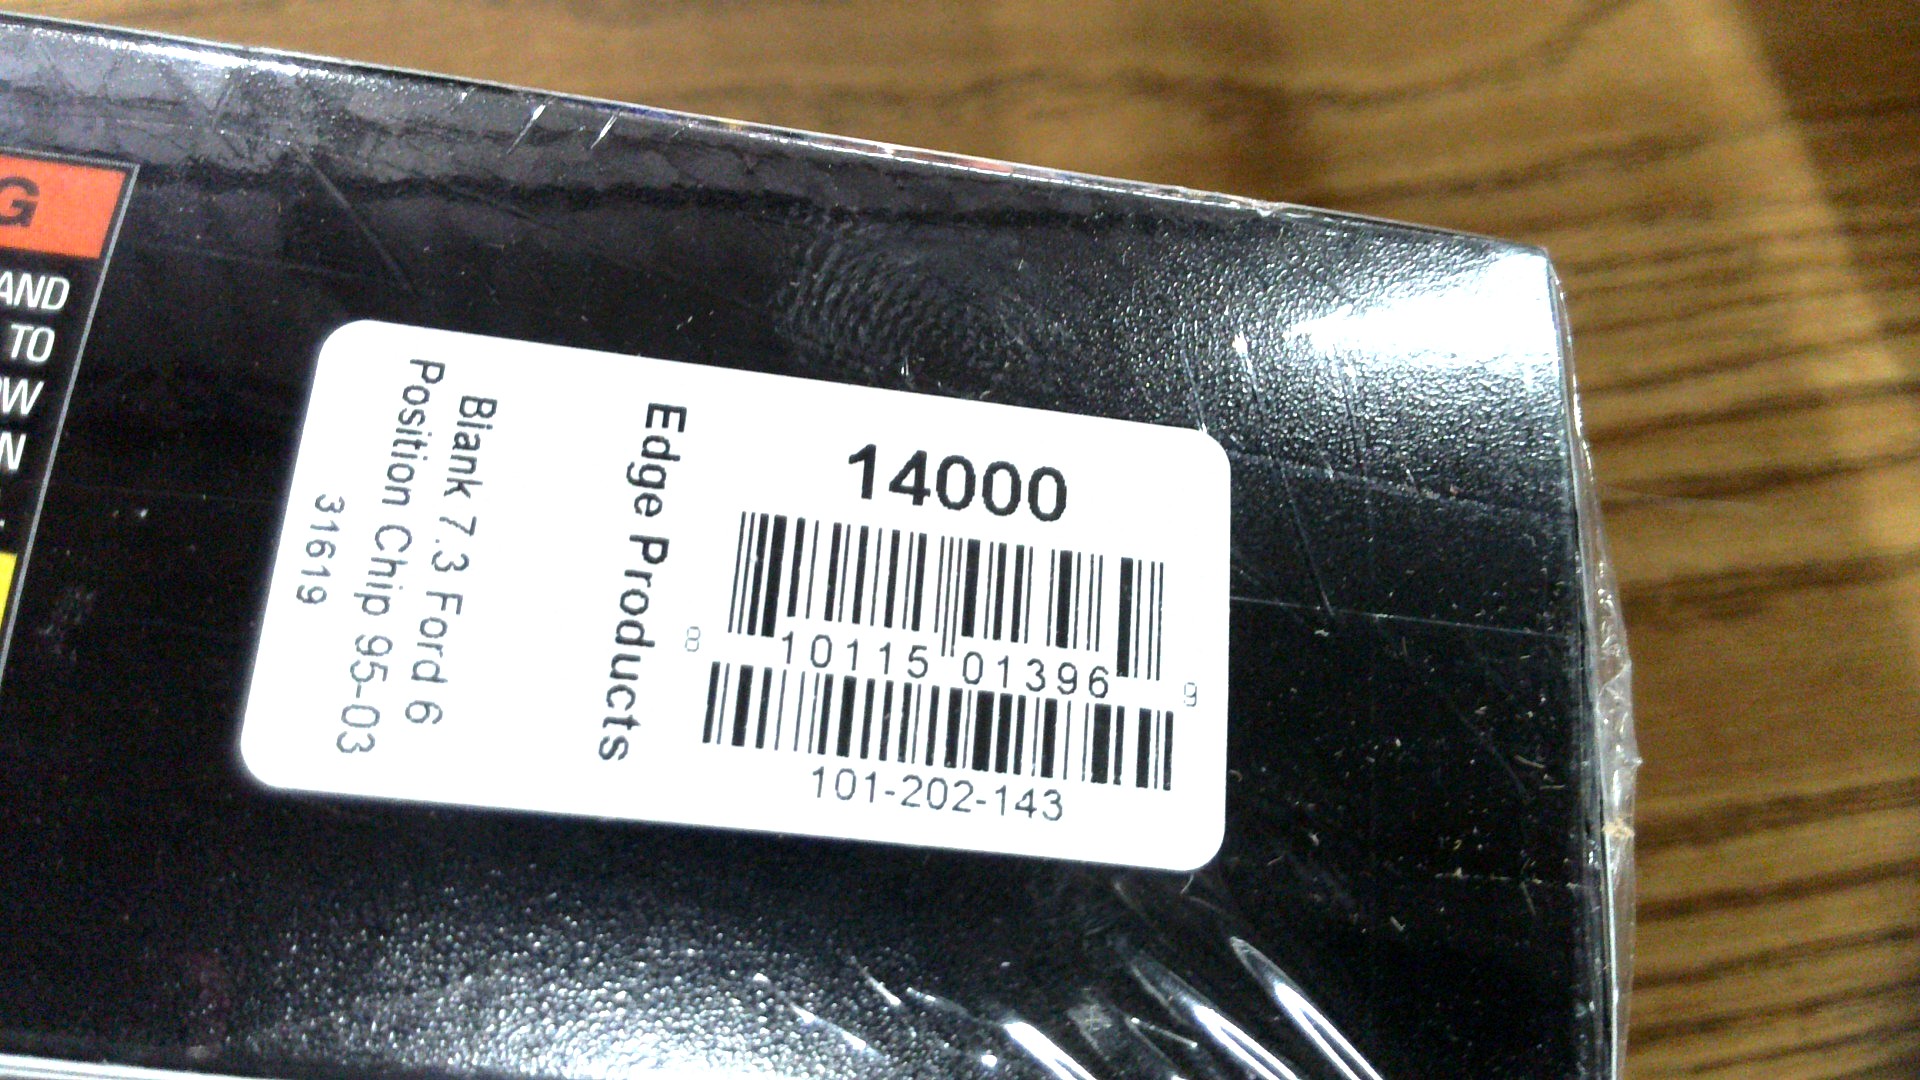 G
AND
TO
OW
N
14000
8 10115 01396 9
101-202-143
Edge Products
Blank 7.3 Ford 6
Position Chip 95-03
31619